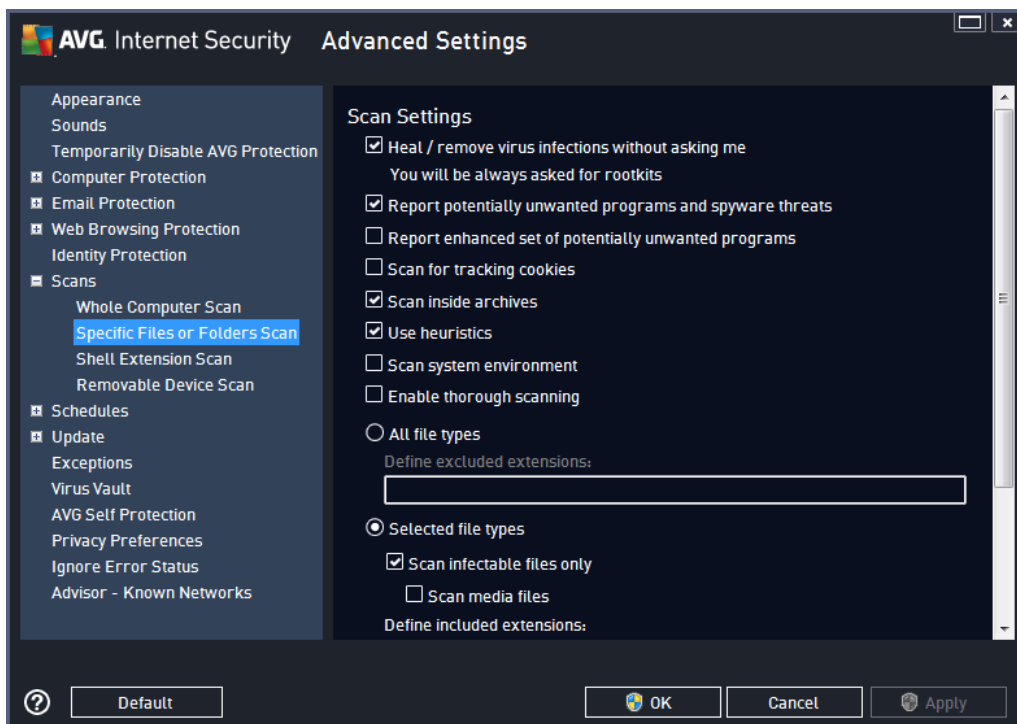 AVG. Internet Security Advanced Settings
Appearance
Sounds
Temporarily Disable AVG Protection
Computer Protection
Email Protection
Web Browsing Protection
Identity Protection
Scans
Whole Computer Scan
Specific Files or Folders Scan
Shell Extension Scan
Removable Device Scan
Schedules
Update
Exceptions
Virus Vault
AVG Self Protection
Privacy Preferences
Ignore Error Status
Advisor - Known Networks
Scan Settings
Heal / remove virus infections without asking me
You will be always asked for rootkits
Report potentially unwanted programs and spyware threats
Report enhanced set of potentially unwanted programs
Scan for tracking cookies
Scan inside archives
Use heuristics
Scan system environment
Enable thorough scanning
All file types
Define excluded extensions:
Selected file types
Scan infectable files only
Scan media files
Define included extensions:
Default
OK
Cancel
Apply